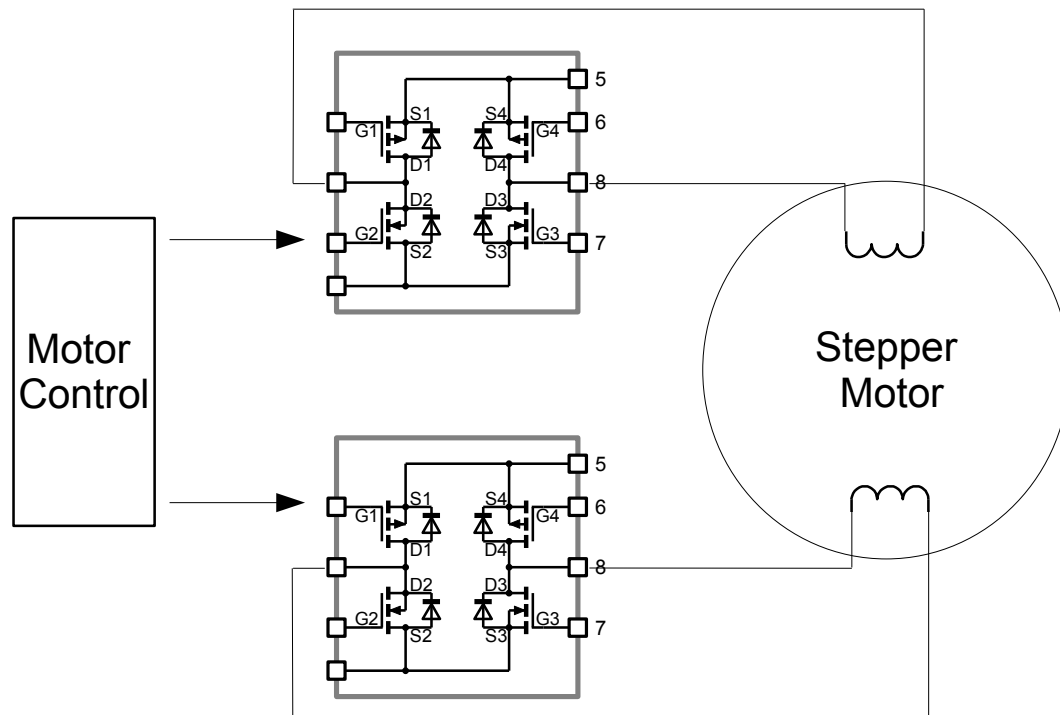 5
S1
S4
G1
G4
6
D1
D4
8
D2
D3
G2
G3
7
S2
S3
Motor
Control
Stepper
Motor
5
S1
S4
G1
G4
6
D1
D4
8
D2
D3
G2
G3
7
S2
S3